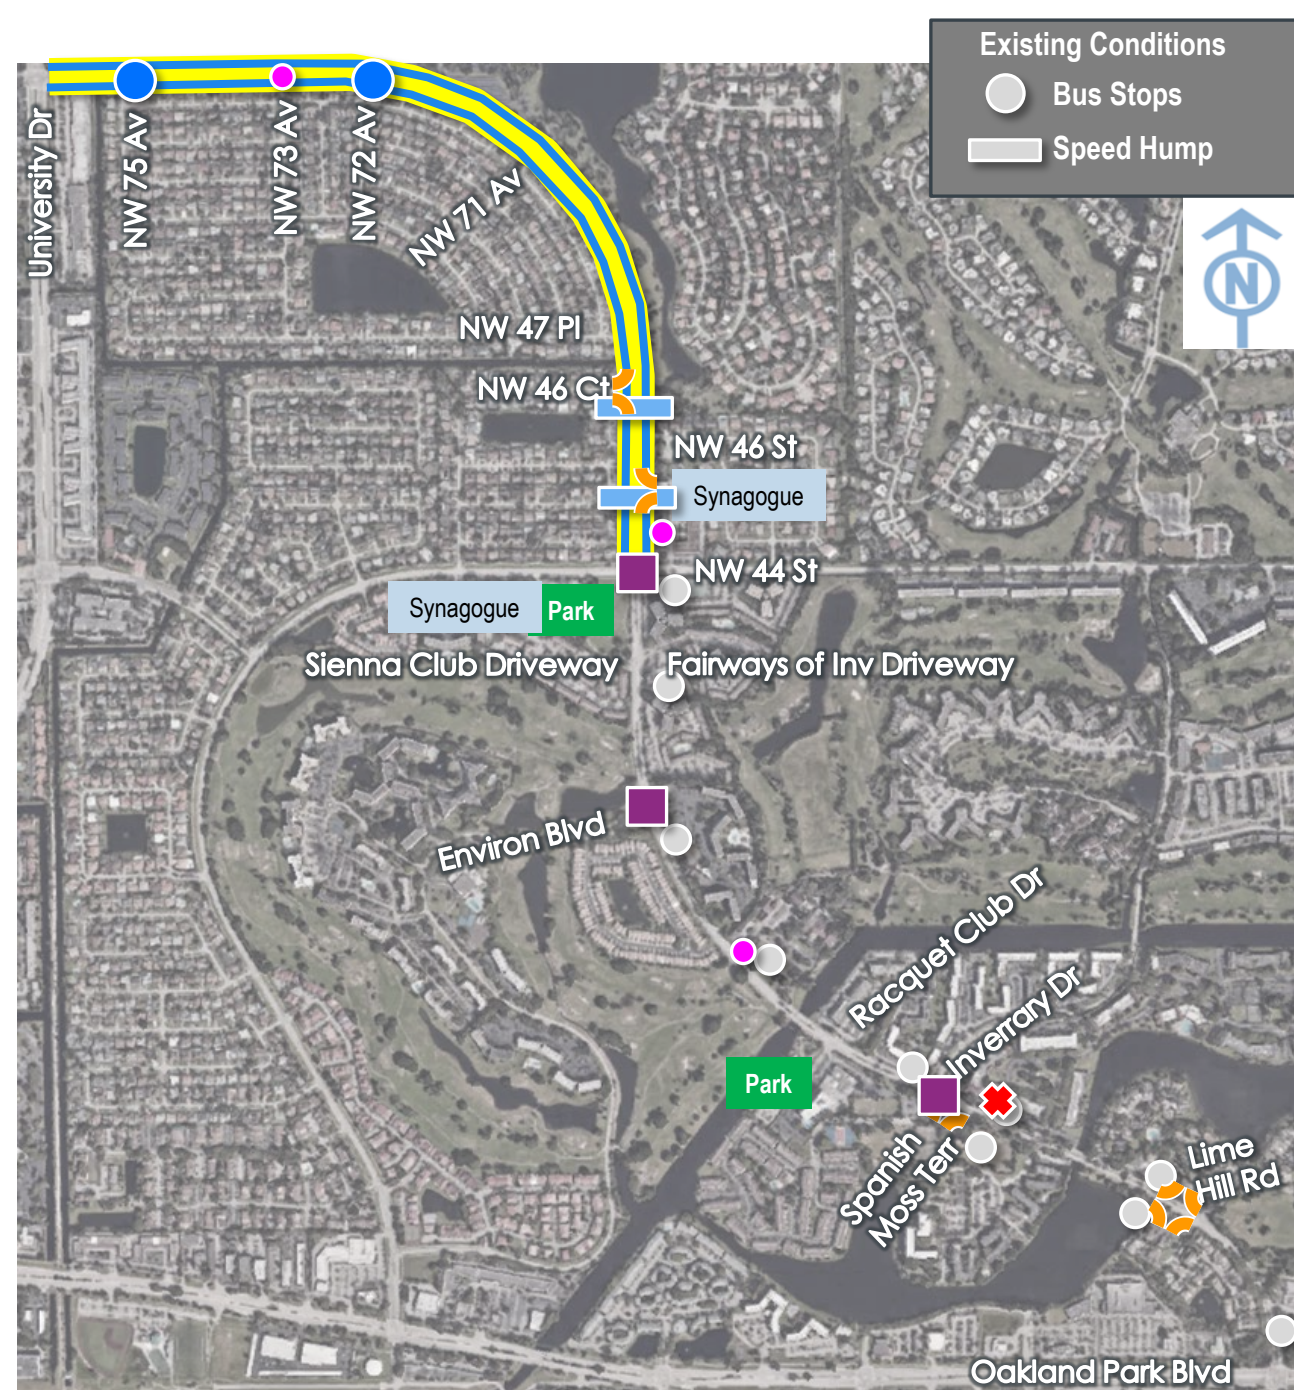 Existing Conditions
Bus Stops
Speed Hump
N
University Dr
NW 75 Av
NW 73 Av
NW 72 Av
NW 71 Av
NW 47 Pl
NW 46 Ct
NW 46 St
Synagogue
NW 44 St
Synagogue
Park
Sienna Club Driveway
Fairways of Inv Driveway
Environ Blvd
Racquet Club Dr
Inverrary Dr
Park
Spanish
Moss Terr
Lime
Hill Rd
Oakland Park Blvd